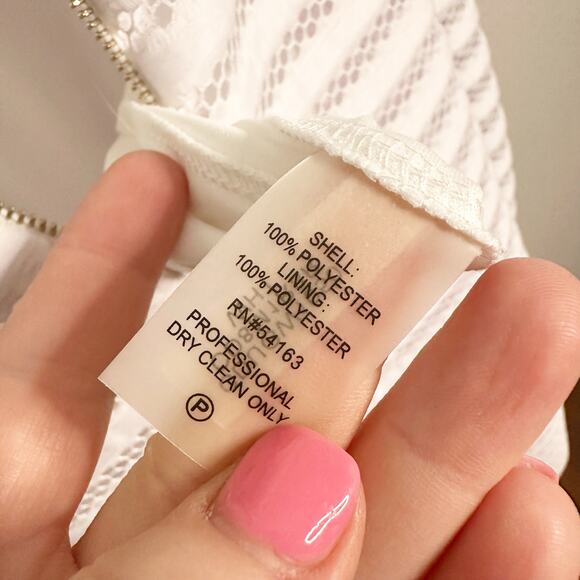 SHELL:
100% POLYESTER
LINING:
100% POLYESTER
RN#54163
PROFESSIONAL
DRY CLEAN ONLY
P